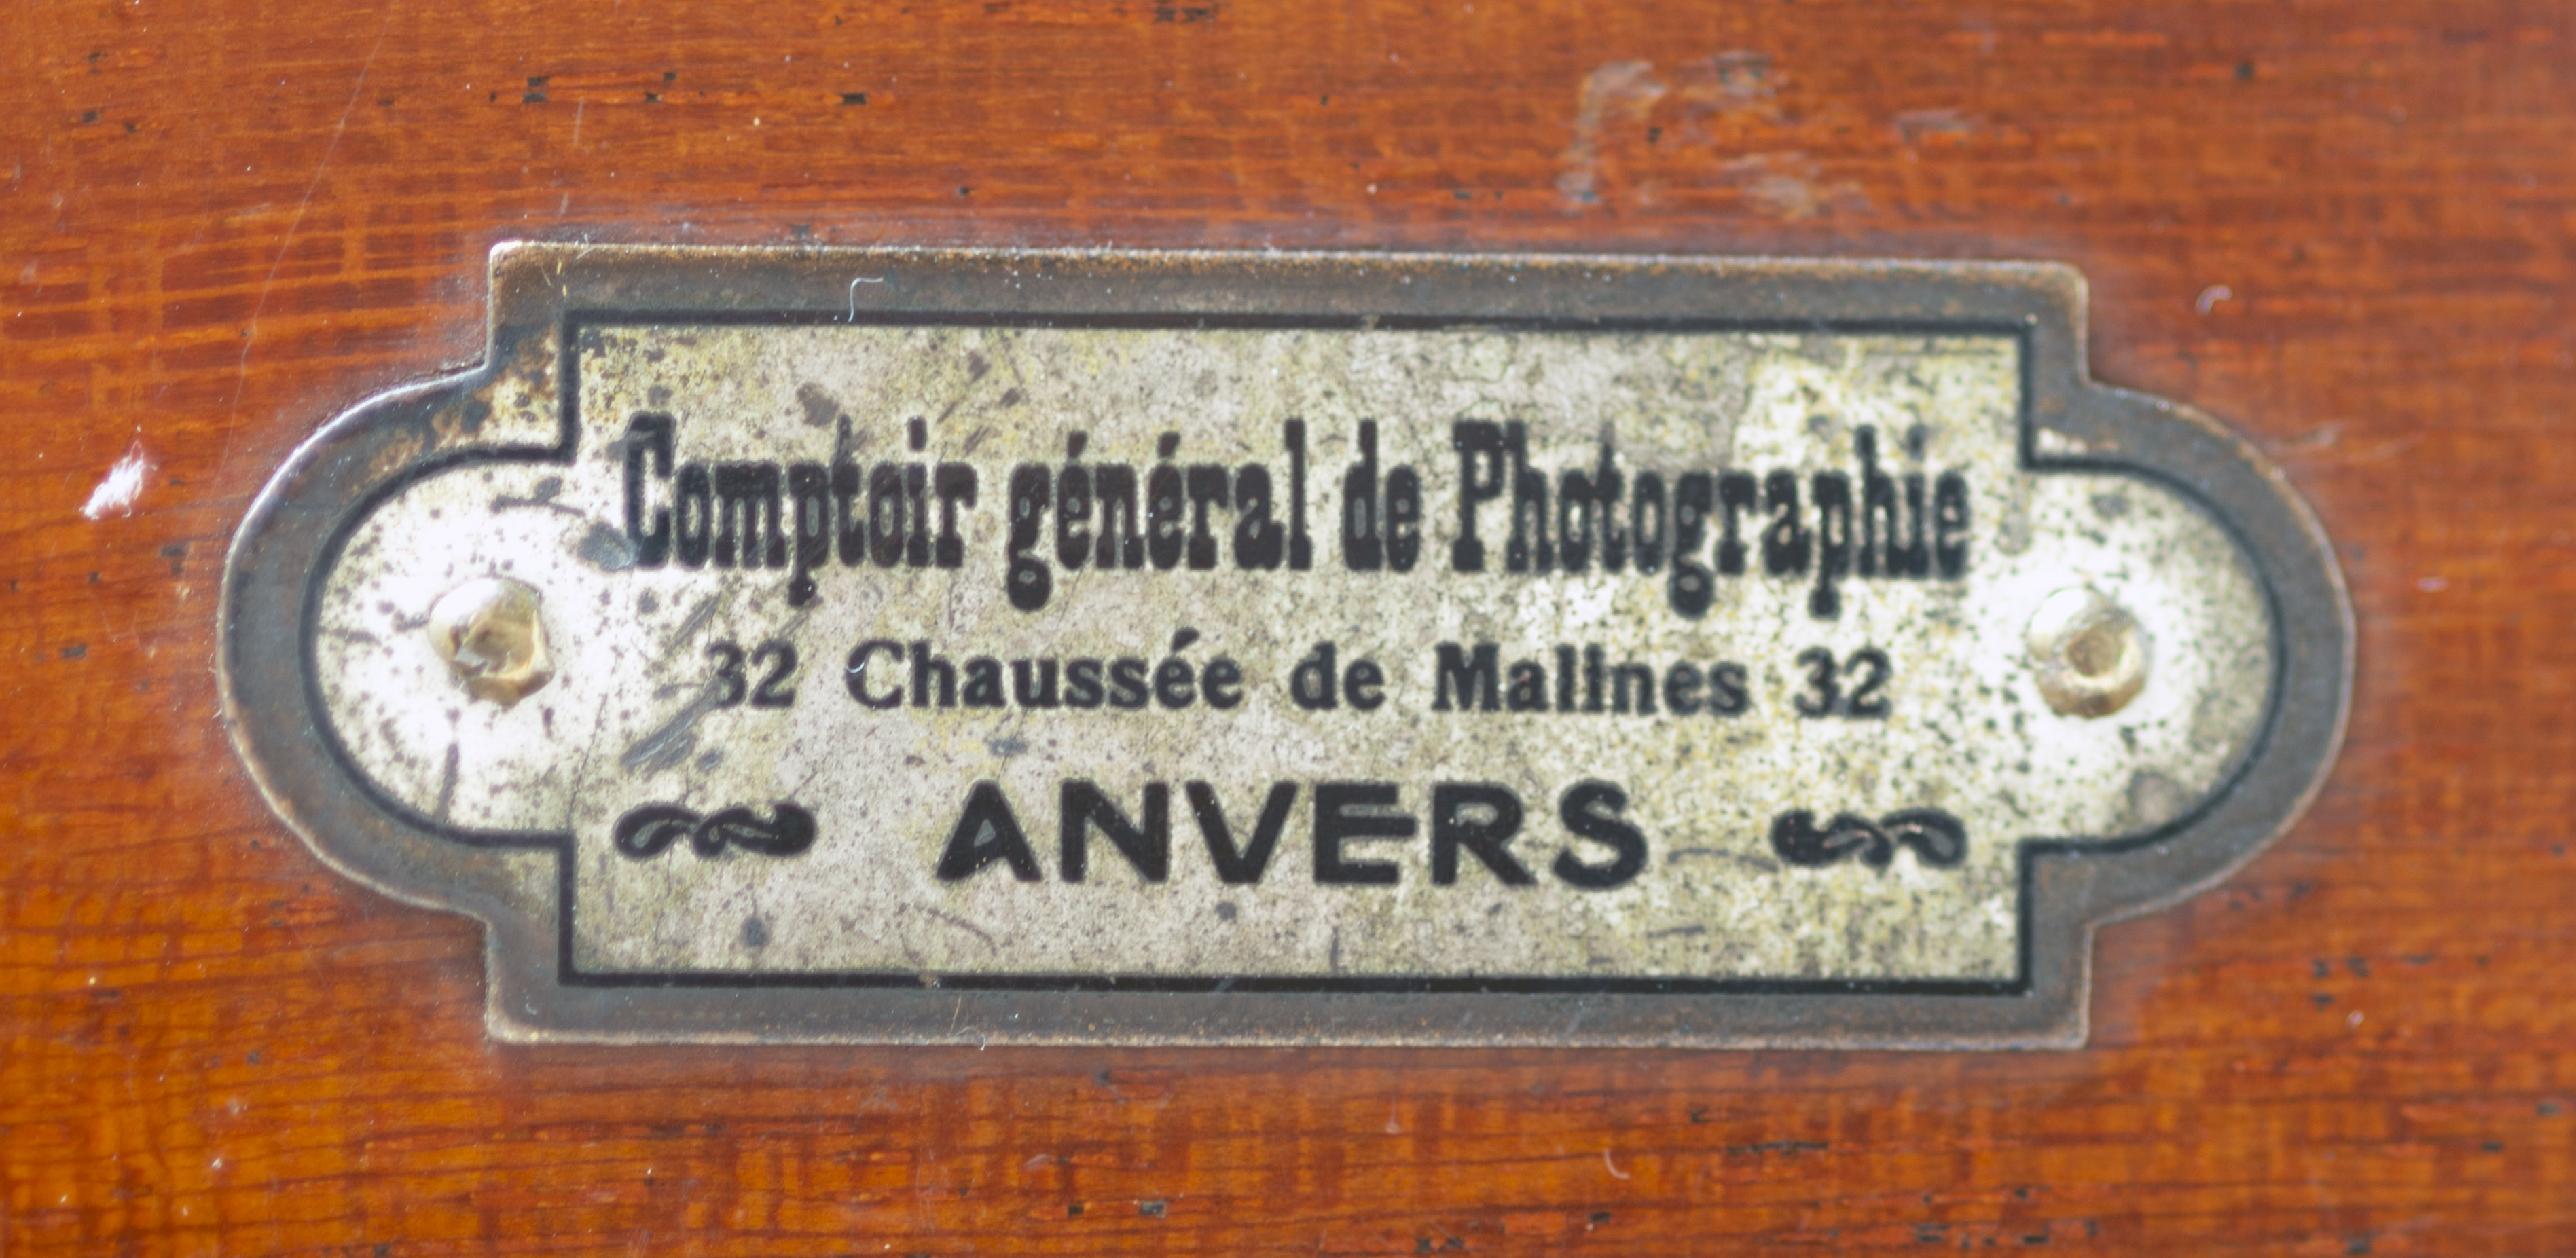 Comptoir général de Photographie
32 Chaussée de Malines 32
ANVERS